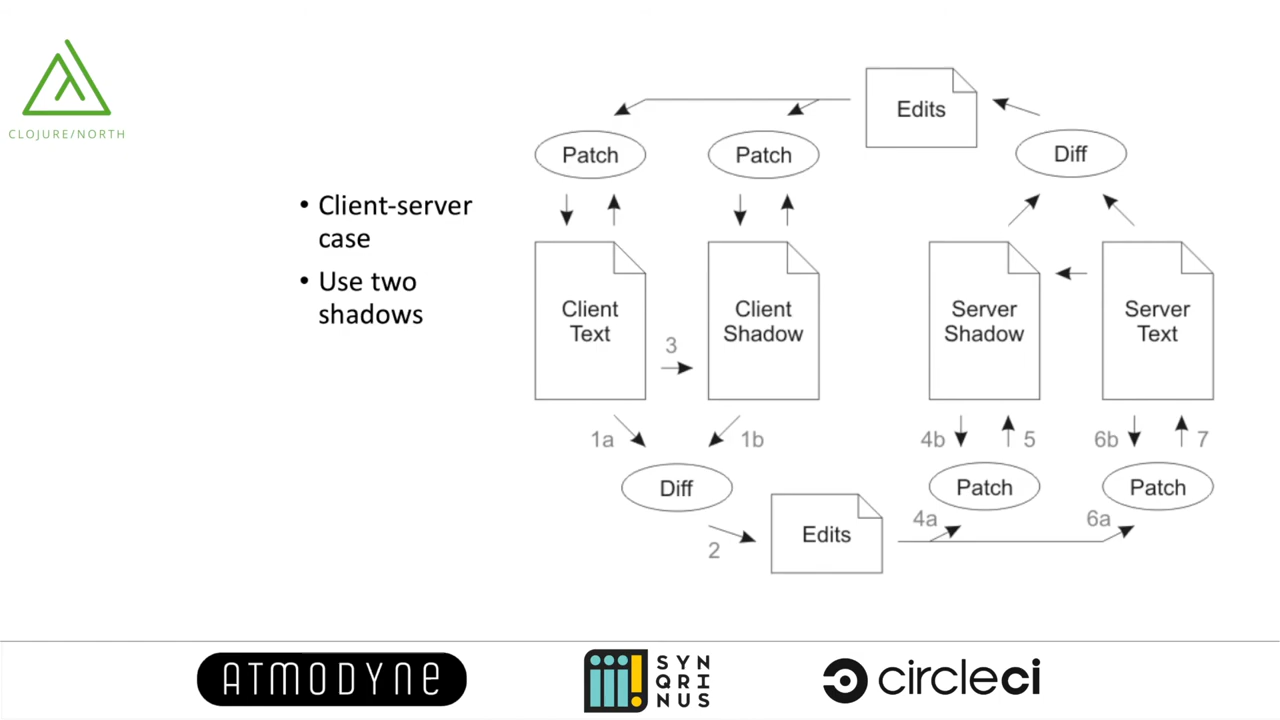 CLOJURE/NORTH
• Client-server
case
• Use two
shadows
Edits
Patch
Patch
Diff
Client
Text
Client
Shadow
Server
Shadow
Server
Text
3
1a
1b
4b
5
6b
7
Diff
Patch
Patch
4a
6a
2
Edits
ATMODYNE
SYN
QRI
NUS
circleci